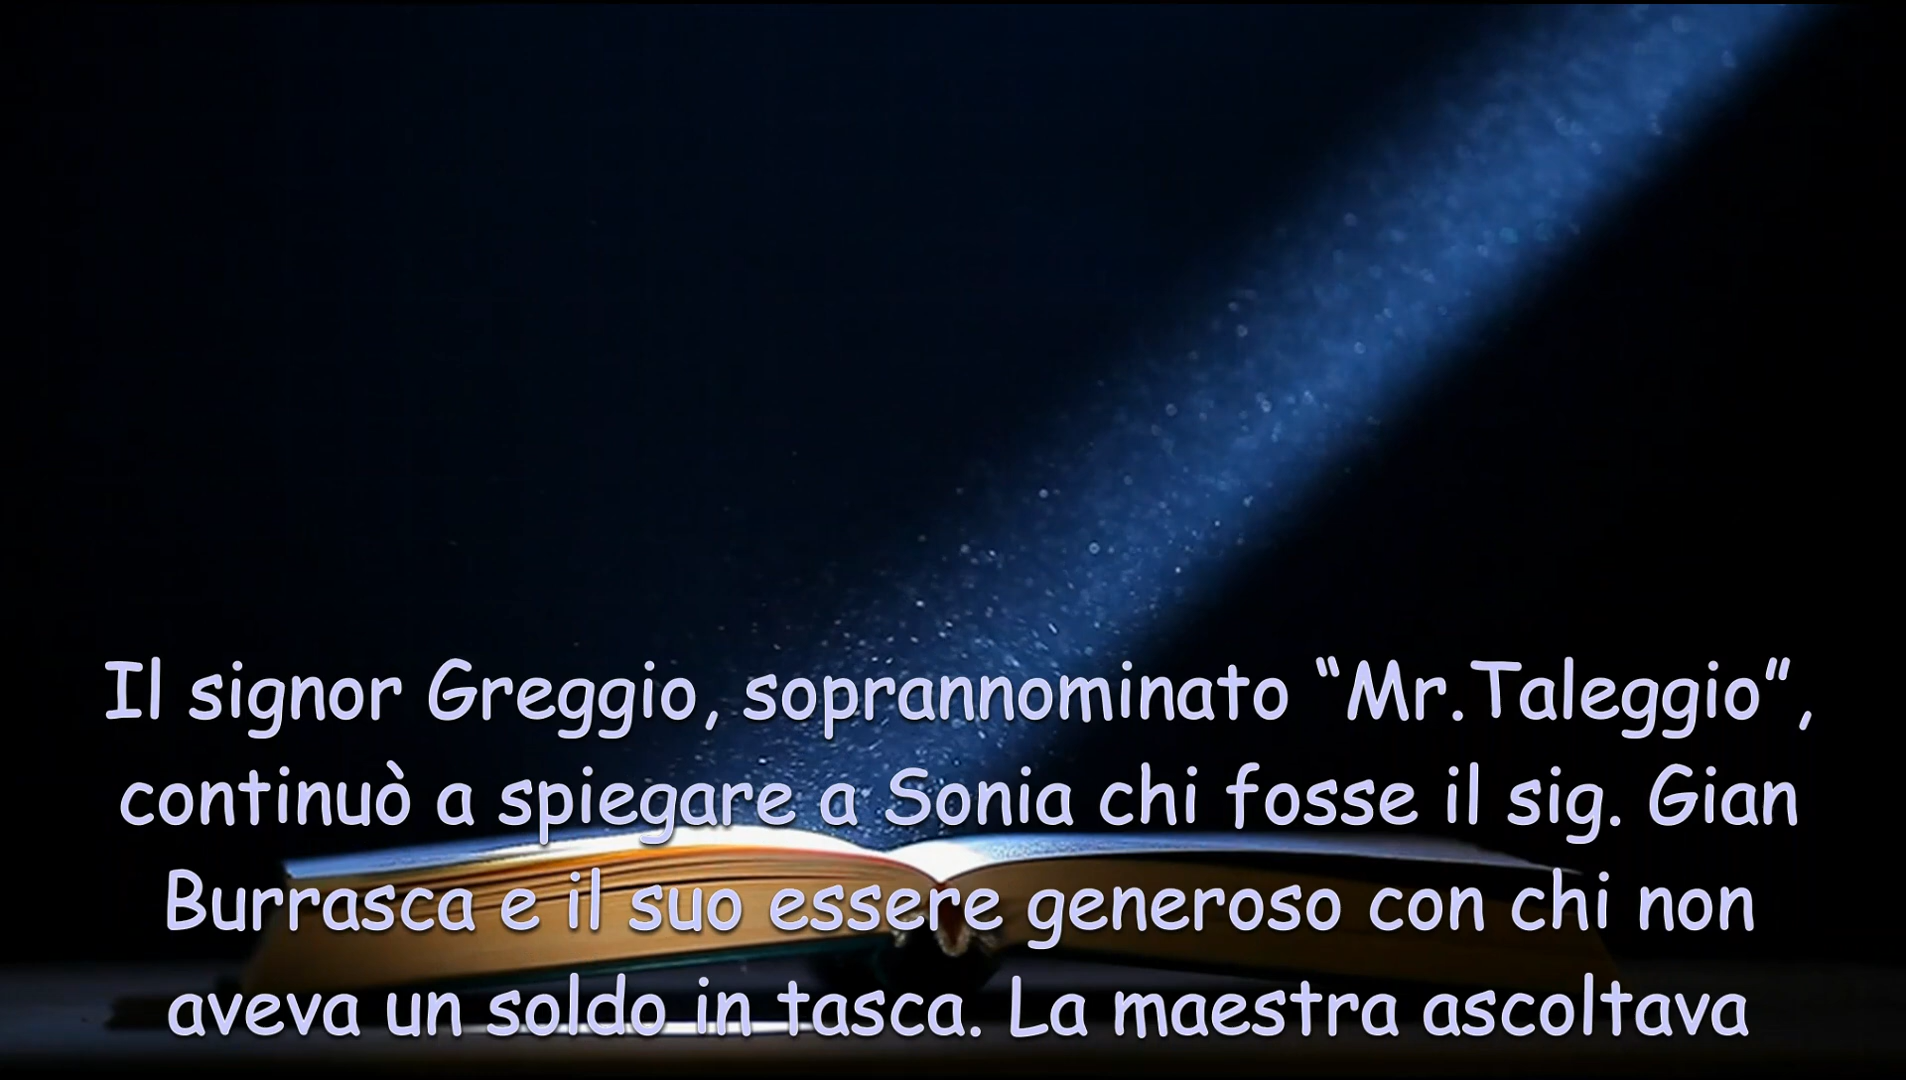 Il signor Greggio, soprannominato “Mr.Taleggio”,
continuò a spiegare a Sonia chi fosse il sig. Gian
Burrasca e il suo essere generoso con chi non
aveva un soldo in tasca. La maestra ascoltava